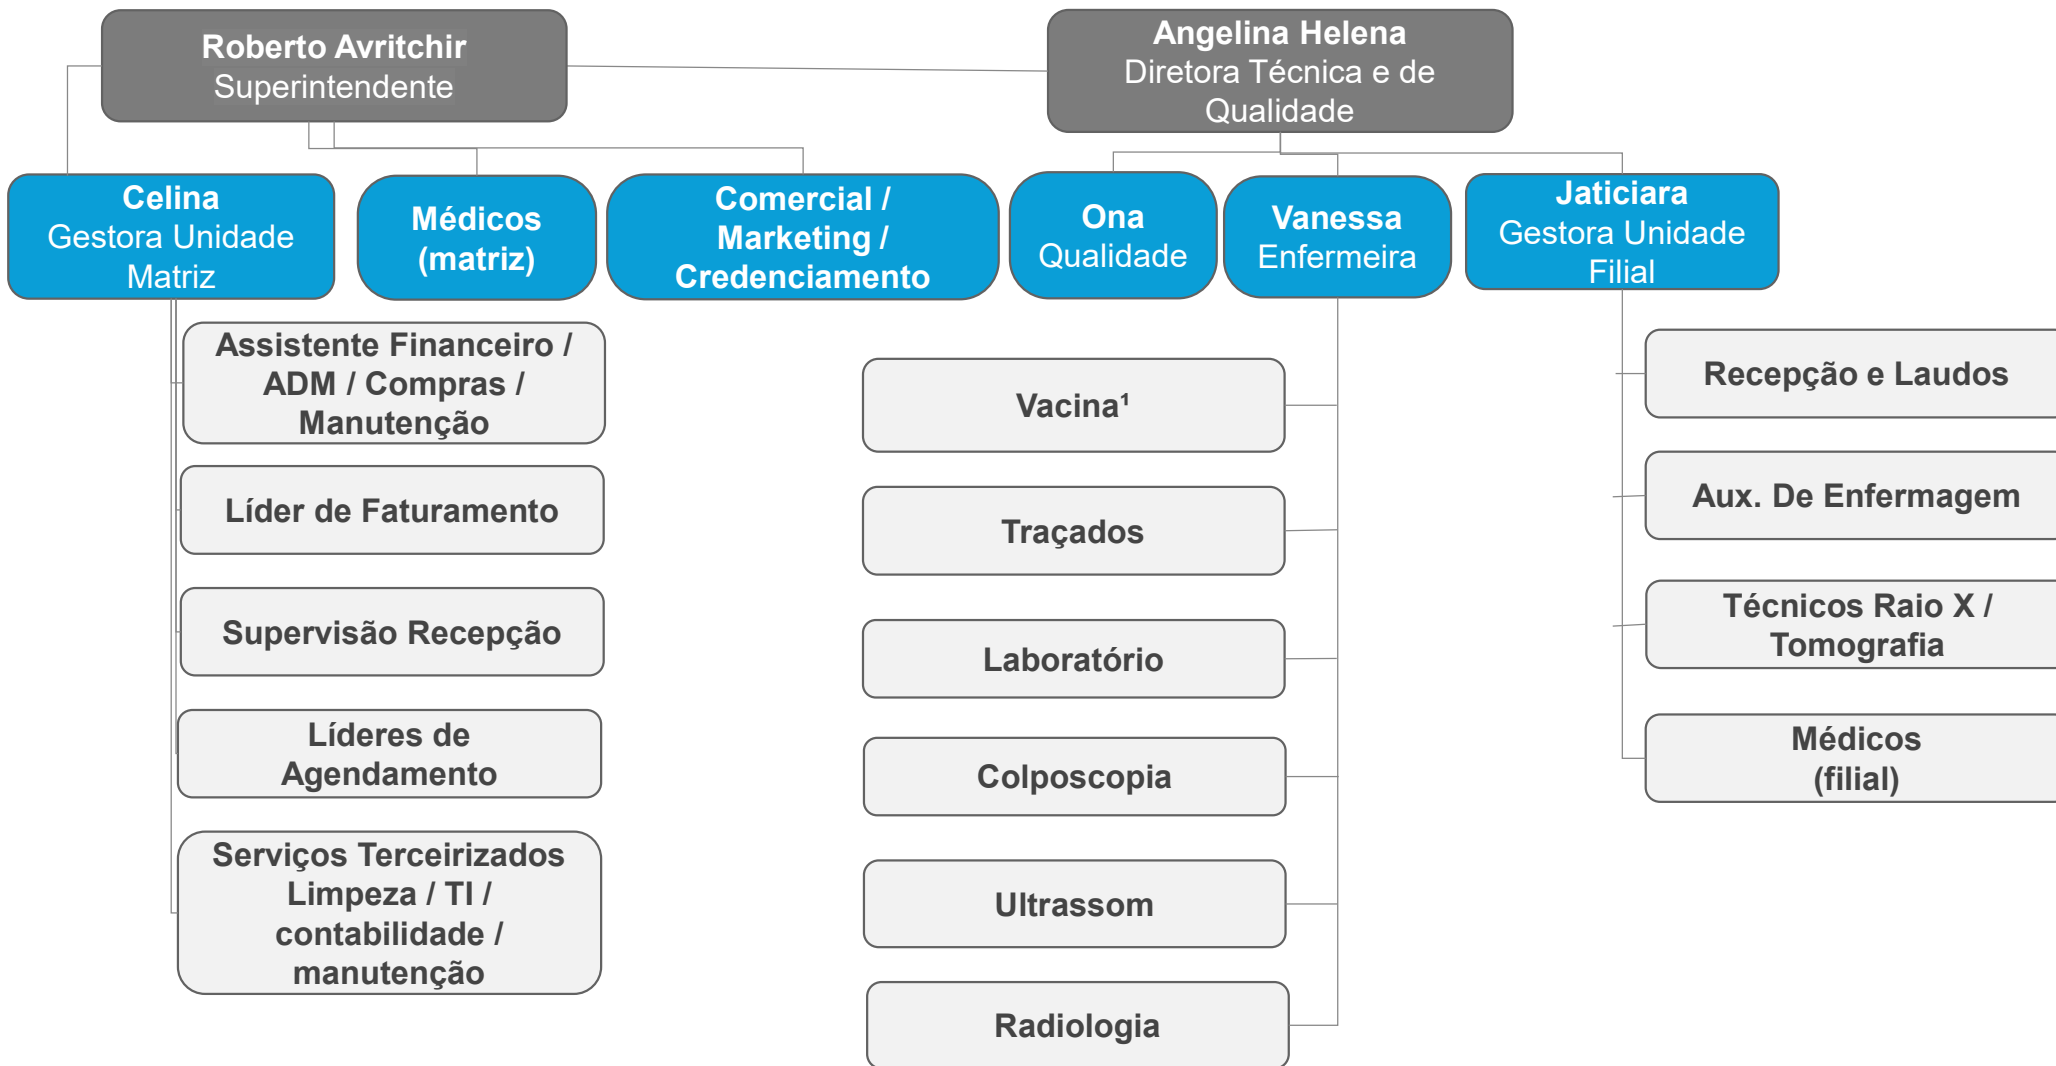 Roberto Avritchir
Superintendente
Angelina Helena
Diretora Técnica e de
Qualidade
Celina
Gestora Unidade
Matriz
Médicos
(matriz)
Comercial /
Marketing /
Credenciamento
Ona
Qualidade
Vanessa
Enfermeira
Jaticiara
Gestora Unidade
Filial
Assistente Financeiro /
ADM / Compras /
Manutenção
Líder de Faturamento
Supervisão Recepção
Líderes de
Agendamento
Serviços Terceirizados
Limpeza / TI /
contabilidade /
manutenção
Vacina¹
Traçados
Laboratório
Colposcopia
Ultrassom
Radiologia
Recepção e Laudos
Aux. De Enfermagem
Técnicos Raio X /
Tomografia
Médicos
(filial)